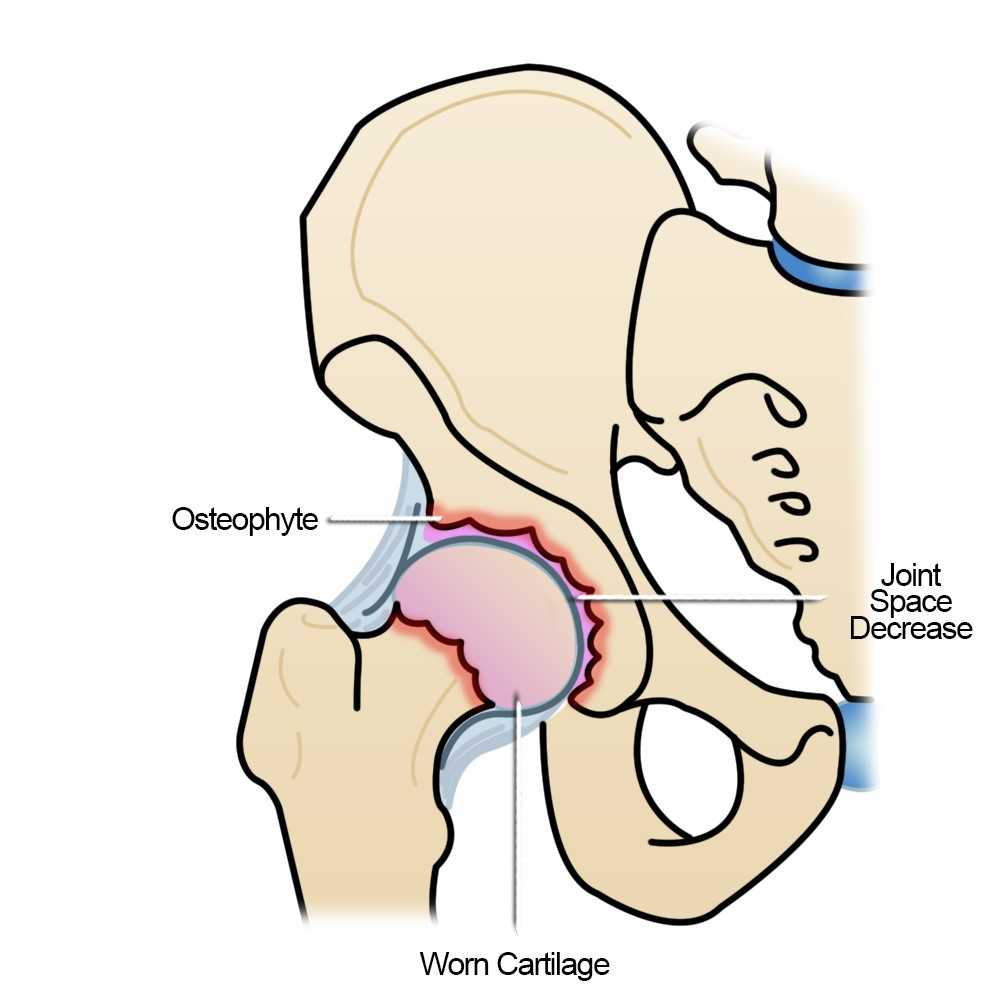 Osteophyte
Joint
Space
Decrease
Worn Cartilage